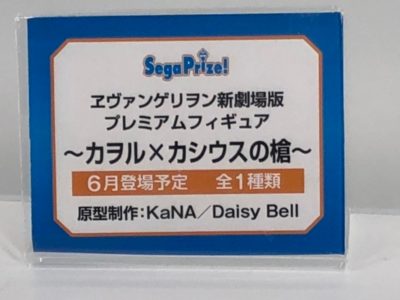 SegaPrize!
ヱヴァンゲリヲン新劇場版
プレミアムフィギュア
～カヲル×カシウスの槍～
6月登場予定 全1種類
原型制作:KaNA／Daisy Bell